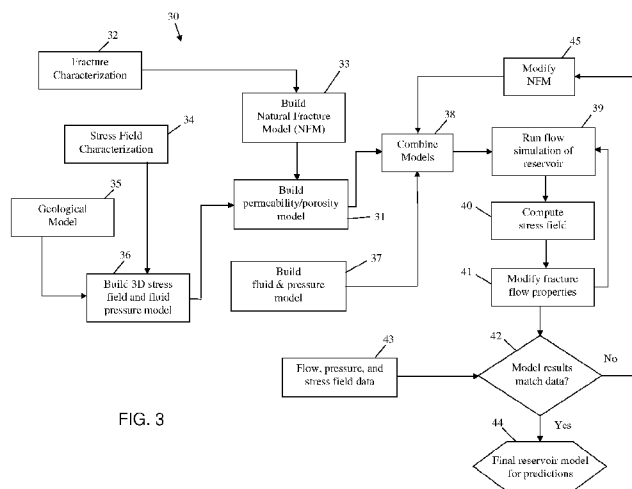 30
32
Fracture
Characterization
33
Build
Natural Fracture
Model (NFM)
45
Modify
NFM
34
Stress Field
Characterization
38
Combine
Models
39
Run flow
simulation of
reservoir
35
Geological
Model
Build
permeability/porosity
model
31
40
Compute
stress field
36
Build 3D stress
field and fluid
pressure model
37
Build
fluid & pressure
model
41
Modify fracture
flow properties
43
Flow, pressure, and
stress field data
42
Model results
match data?
No
Yes
FIG. 3
44
Final reservoir model
for predictions